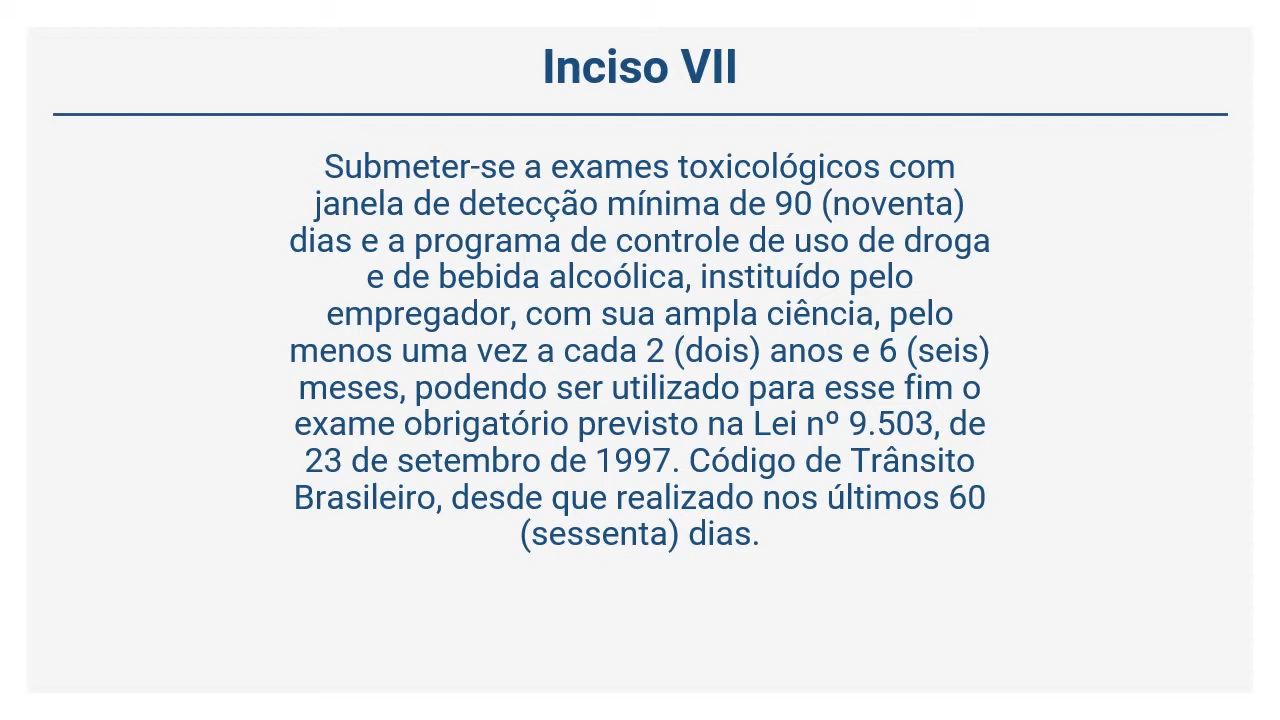 Inciso VII
Submeter-se a exames toxicológicos com
janela de detecção mínima de 90 (noventa)
dias e a programa de controle de uso de droga
e de bebida alcoólica, instituído pelo
empregador, com sua ampla ciência, pelo
menos uma vez a cada 2 (dois) anos e 6 (seis)
meses, podendo ser utilizado para esse fim o
exame obrigatório previsto na Lei nº 9.503, de
23 de setembro de 1997. Código de Trânsito
Brasileiro, desde que realizado nos últimos 60
(sessenta) dias.